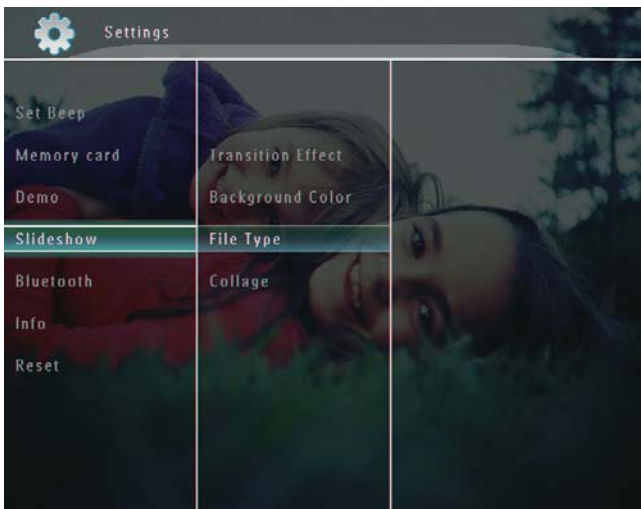 Settings
Set Beep
Memory card
Demo
Slideshow
Bluetooth
Info
Reset
Transition Effect
Background Color
File Type
Collage